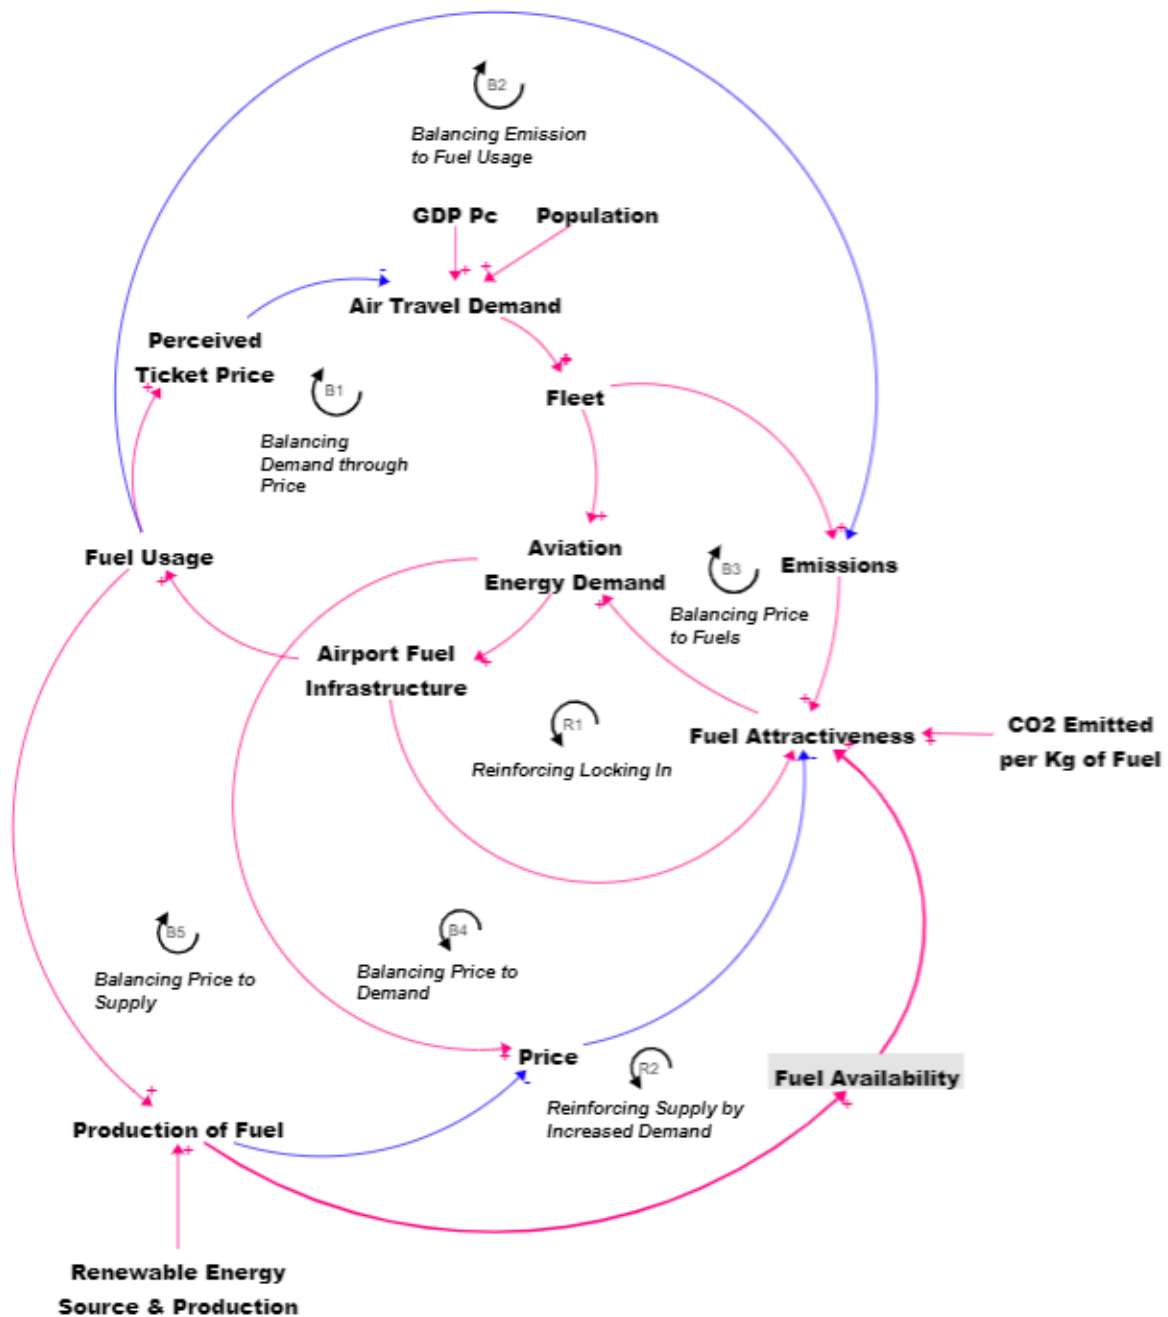 B2
Balancing Emission
to Fuel Usage
GDP Pc
Population
+
+
-
Air Travel Demand
Perceived
Ticket Price
+
+
B1
Fleet
Balancing
Demand through
Price
+
+
Fuel Usage
+
Aviation
Energy Demand
+
B3
Emissions
Balancing Price
to Fuels
Airport Fuel
Infrastructure
+
+
R1
Reinforcing Locking In
Fuel Attractiveness
+
-
CO2 Emitted
per Kg of Fuel
B5
Balancing Price to
Supply
B4
Balancing Price to
Demand
+
Price
-
R2
Reinforcing Supply by
Increased Demand
Fuel Availability
+
+
Production of Fuel
+
Renewable Energy
Source & Production